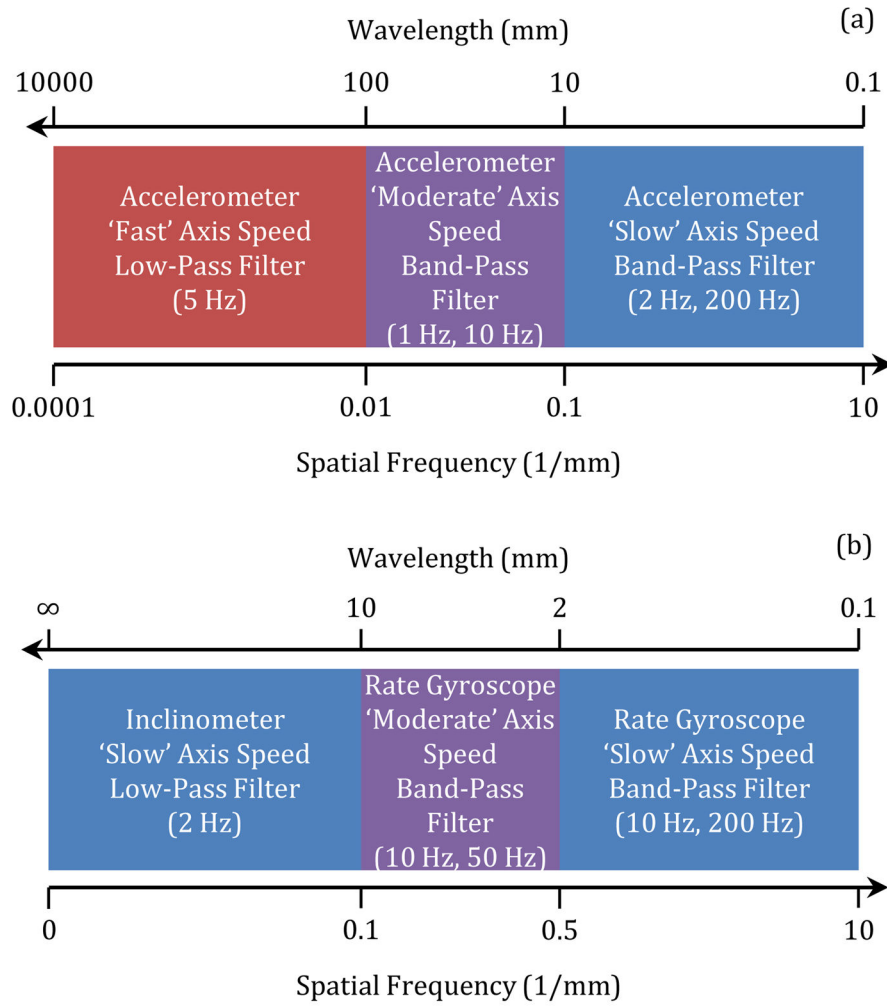 (a)
Wavelength (mm)
10000 100 10 0.1
Accelerometer
‘Fast’ Axis Speed
Low-Pass Filter
(5 Hz)
Accelerometer
‘Moderate’ Axis
Speed
Band-Pass
Filter
(1 Hz, 10 Hz)
Accelerometer
‘Slow’ Axis Speed
Band-Pass Filter
(2 Hz, 200 Hz)
0.0001 0.01 0.1 10
Spatial Frequency (1/mm)
(b)
Wavelength (mm)
∞ 10 2 0.1
Inclinometer
‘Slow’ Axis Speed
Low-Pass Filter
(2 Hz)
Rate Gyroscope
‘Moderate’ Axis
Speed
Band-Pass
Filter
(10 Hz, 50 Hz)
Rate Gyroscope
‘Slow’ Axis Speed
Band-Pass Filter
(10 Hz, 200 Hz)
0 0.1 0.5 10
Spatial Frequency (1/mm)